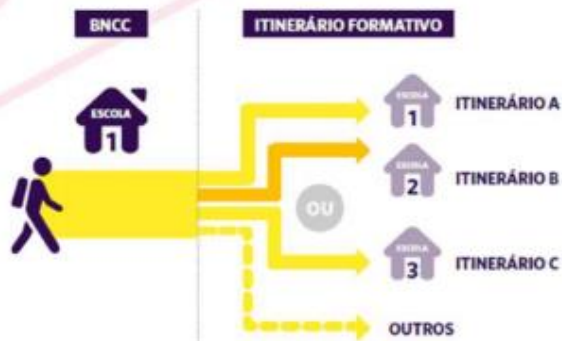 BNCC
ITINERÁRIO FORMATIVO
ESCOLA
1
ESCOLA
1
ITINERÁRIO A
ESCOLA
2
ITINERÁRIO B
OU
ESCOLA
3
ITINERÁRIO C
OUTROS